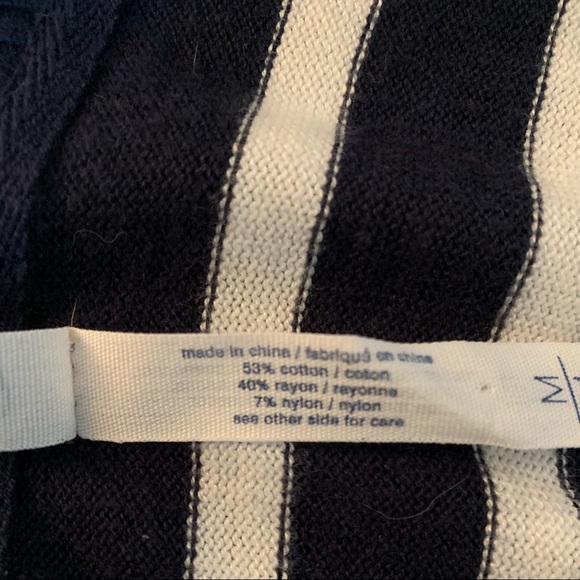 made in china / fabriqué en chine
53% cotton / coton
40% rayon / rayonne
7% nylon / nylon
see other side for care
M